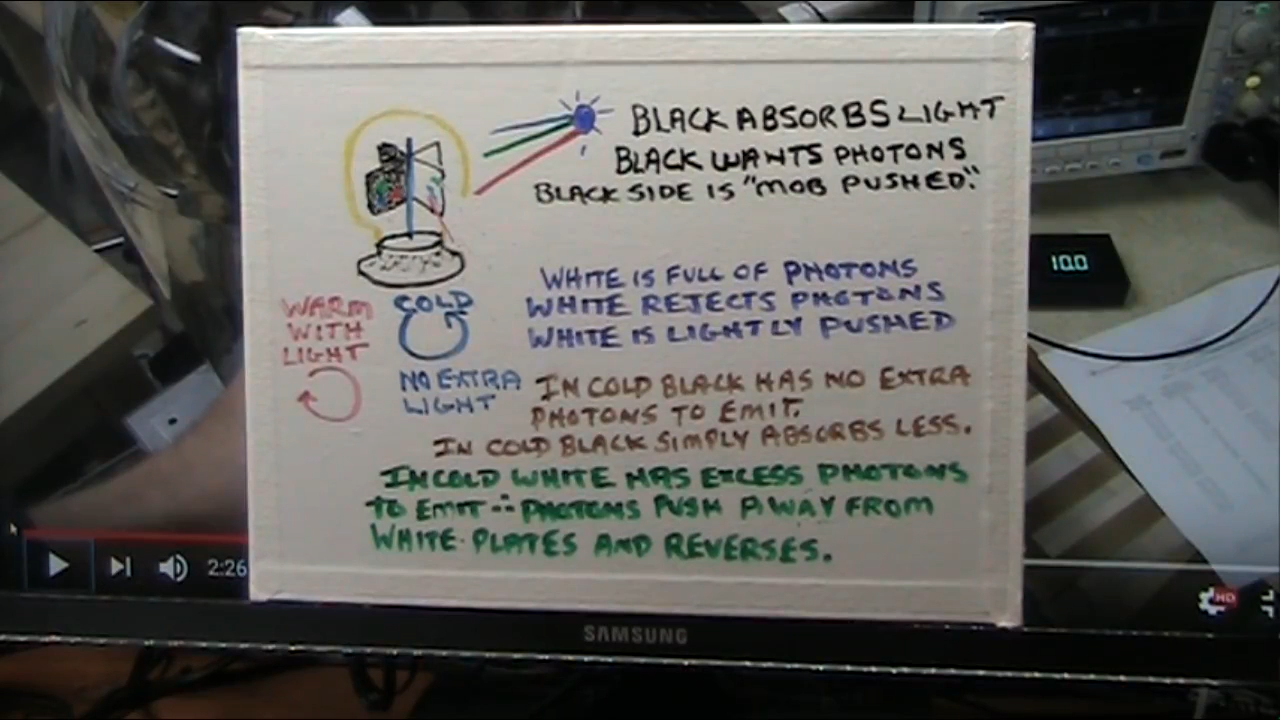 BLACK ABSORBS LIGHT
BLACK WANTS PHOTONS
BLACK SIDE IS "MOB PUSHED."
WHITE IS FULL OF PHOTONS
WHITE REJECTS PHOTONS
WHITE IS LIGHTLY PUSHED
WARM
WITH
LIGHT
COLD
NO EXTRA
LIGHT
IN COLD BLACK HAS NO EXTRA
PHOTONS TO EMIT.
IN COLD BLACK SIMPLY ABSORBS LESS.
IN COLD WHITE HAS EXCESS PHOTONS
TO EMIT ∴ PHOTONS PUSH AWAY FROM
WHITE PLATES AND REVERSES.
10.0
2:26
HD
SAMSUNG